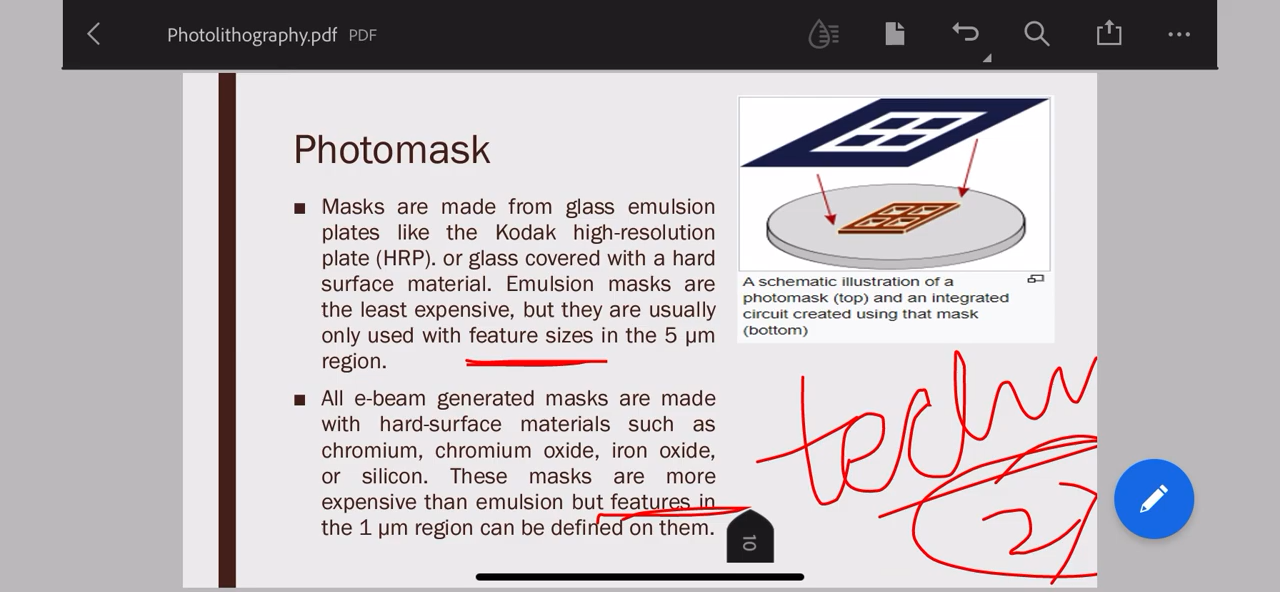 Photolithography.pdf PDF
Photomask
■ Masks are made from glass emulsion
plates like the Kodak high-resolution
plate (HRP). or glass covered with a hard
surface material. Emulsion masks are
the least expensive, but they are usually
only used with feature sizes in the 5 µm
region.
■ All e-beam generated masks are made
with hard-surface materials such as
chromium, chromium oxide, iron oxide,
or silicon. These masks are more
expensive than emulsion but features in
the 1 µm region can be defined on them.
A schematic illustration of a
photomask (top) and an integrated
circuit created using that mask
(bottom)
10